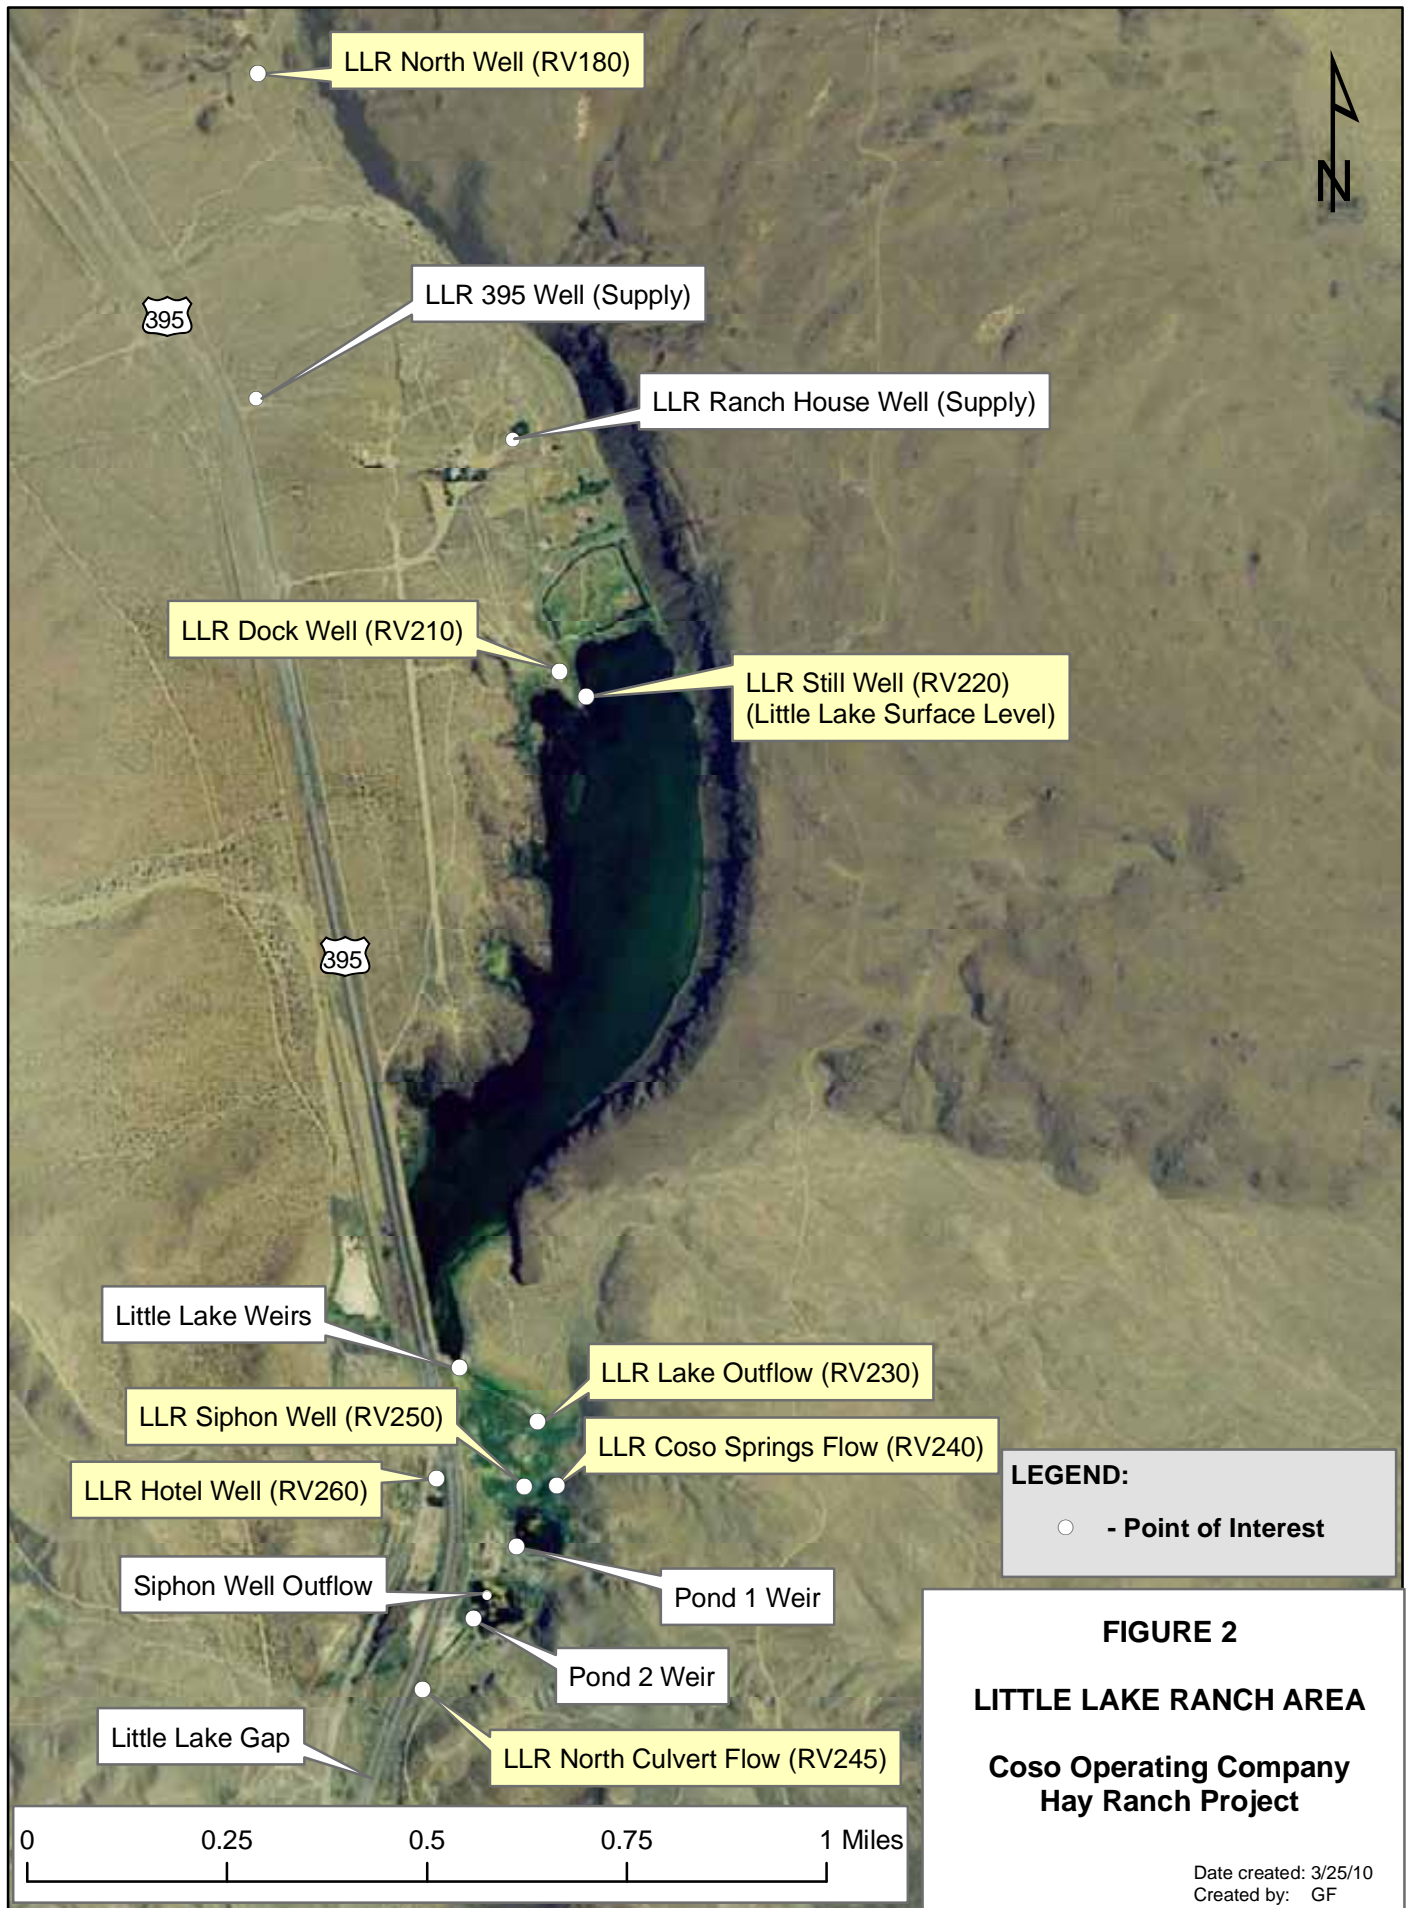 LLR North Well (RV180)
N
LLR 395 Well (Supply)
395
LLR Ranch House Well (Supply)
LLR Dock Well (RV210)
LLR Still Well (RV220)
(Little Lake Surface Level)
395
Little Lake Weirs
LLR Lake Outflow (RV230)
LLR Siphon Well (RV250)
LLR Coso Springs Flow (RV240)
LLR Hotel Well (RV260)
LEGEND:
- Point of Interest
Siphon Well Outflow
Pond 1 Weir
Pond 2 Weir
Little Lake Gap
LLR North Culvert Flow (RV245)
0 0.25 0.5 0.75 1 Miles
FIGURE 2
LITTLE LAKE RANCH AREA
Coso Operating Company
Hay Ranch Project
Date created: 3/25/10
Created by: GF